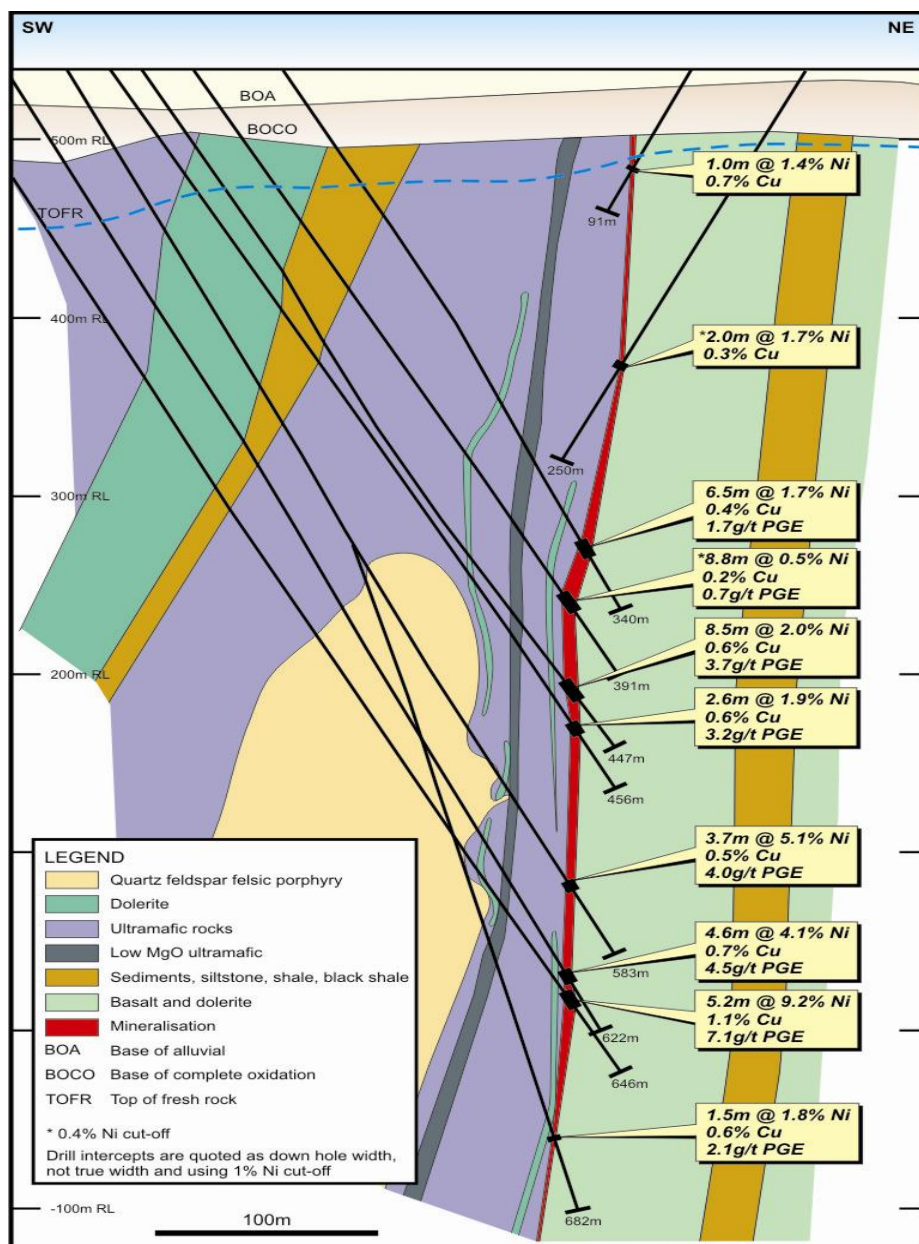 SW
NE
BOA
BOCO
500m RL
TOFR
1.0m @ 1.4% Ni
0.7% Cu
91m
400m RL
*2.0m @ 1.7% Ni
0.3% Cu
250m
300m RL
6.5m @ 1.7% Ni
0.4% Cu
1.7g/t PGE
*8.8m @ 0.5% Ni
0.2% Cu
0.7g/t PGE
340m
8.5m @ 2.0% Ni
0.6% Cu
3.7g/t PGE
200m RL
391m
2.6m @ 1.9% Ni
0.6% Cu
3.2g/t PGE
447m
456m
3.7m @ 5.1% Ni
0.5% Cu
4.0g/t PGE
583m
4.6m @ 4.1% Ni
0.7% Cu
4.5g/t PGE
5.2m @ 9.2% Ni
1.1% Cu
7.1g/t PGE
622m
646m
1.5m @ 1.8% Ni
0.6% Cu
2.1g/t PGE
682m
LEGEND
Quartz feldspar felsic porphyry
Dolerite
Ultramafic rocks
Low MgO ultramafic
Sediments, siltstone, shale, black shale
Basalt and dolerite
Mineralisation
BOA Base of alluvial
BOCO Base of complete oxidation
TOFR Top of fresh rock
* 0.4% Ni cut-off
Drill intercepts are quoted as down hole width,
not true width and using 1% Ni cut-off
-100m RL
100m